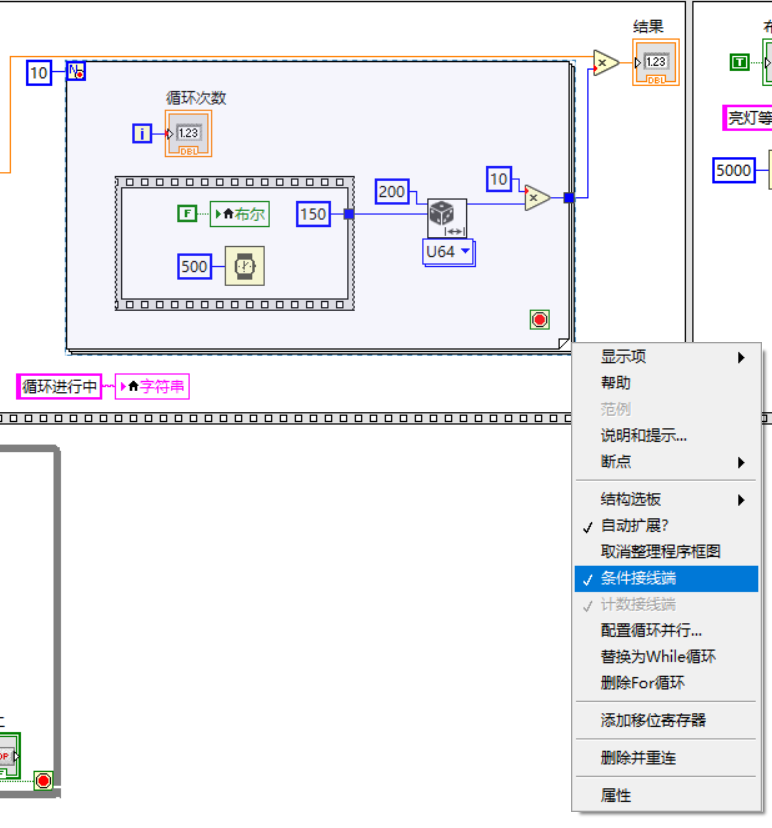 结果
10
N
1.23
DBL
T
循环次数
i
1.23
DBL
亮灯等
5000
200
10
F
布尔
150
500
U64
循环进行中
字符串
显示项
帮助
范例
说明和提示...
断点
结构选板
自动扩展?
取消整理程序框图
条件接线端
计数接线端
配置循环并行...
替换为While循环
删除For循环
添加移位寄存器
删除并重连
属性